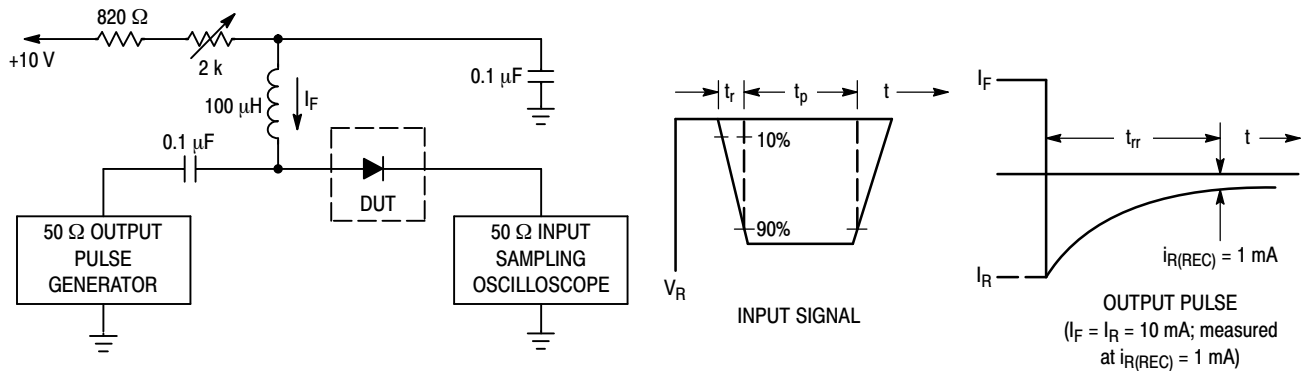 820 Ω
+10 V
2 k
100 μH
I_F
0.1 μF
0.1 μF
DUT
50 Ω OUTPUT
PULSE
GENERATOR
50 Ω INPUT
SAMPLING
OSCILLOSCOPE
t_r
t_p
t
10%
90%
V_R
INPUT SIGNAL
I_F
t_rr
t
I_R
i_R(REC) = 1 mA
OUTPUT PULSE
(I_F = I_R = 10 mA; measured
at i_R(REC) = 1 mA)